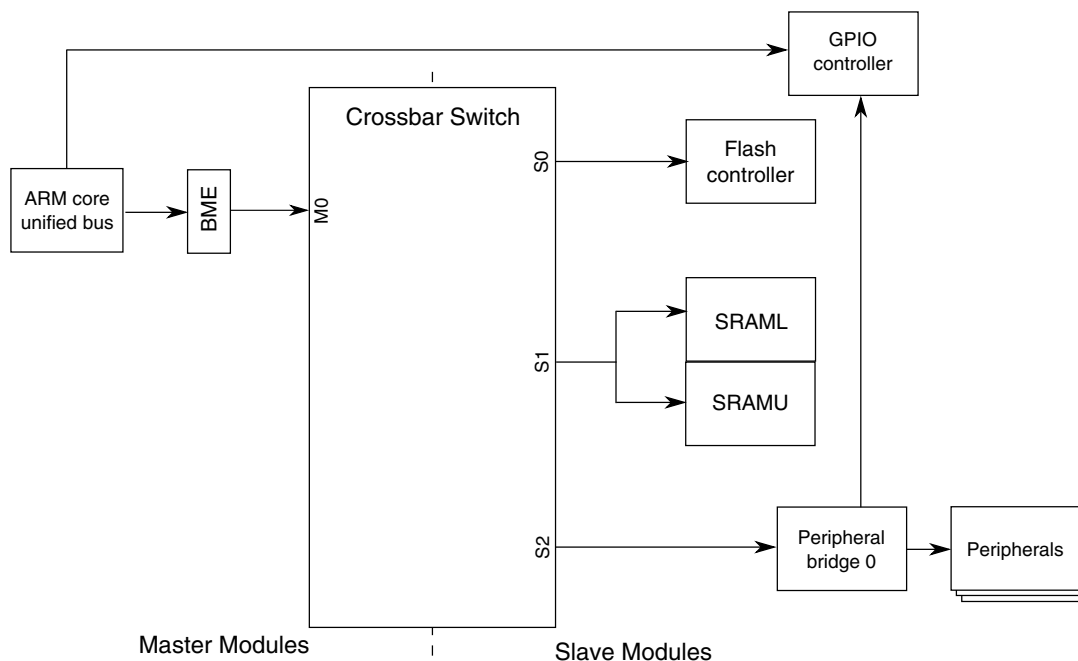 GPIO
controller
Crossbar Switch
S0
Flash
controller
ARM core
unified bus
BME
M0
SRAML
S1
SRAMU
S2
Peripheral
bridge 0
Peripherals
Master Modules
Slave Modules